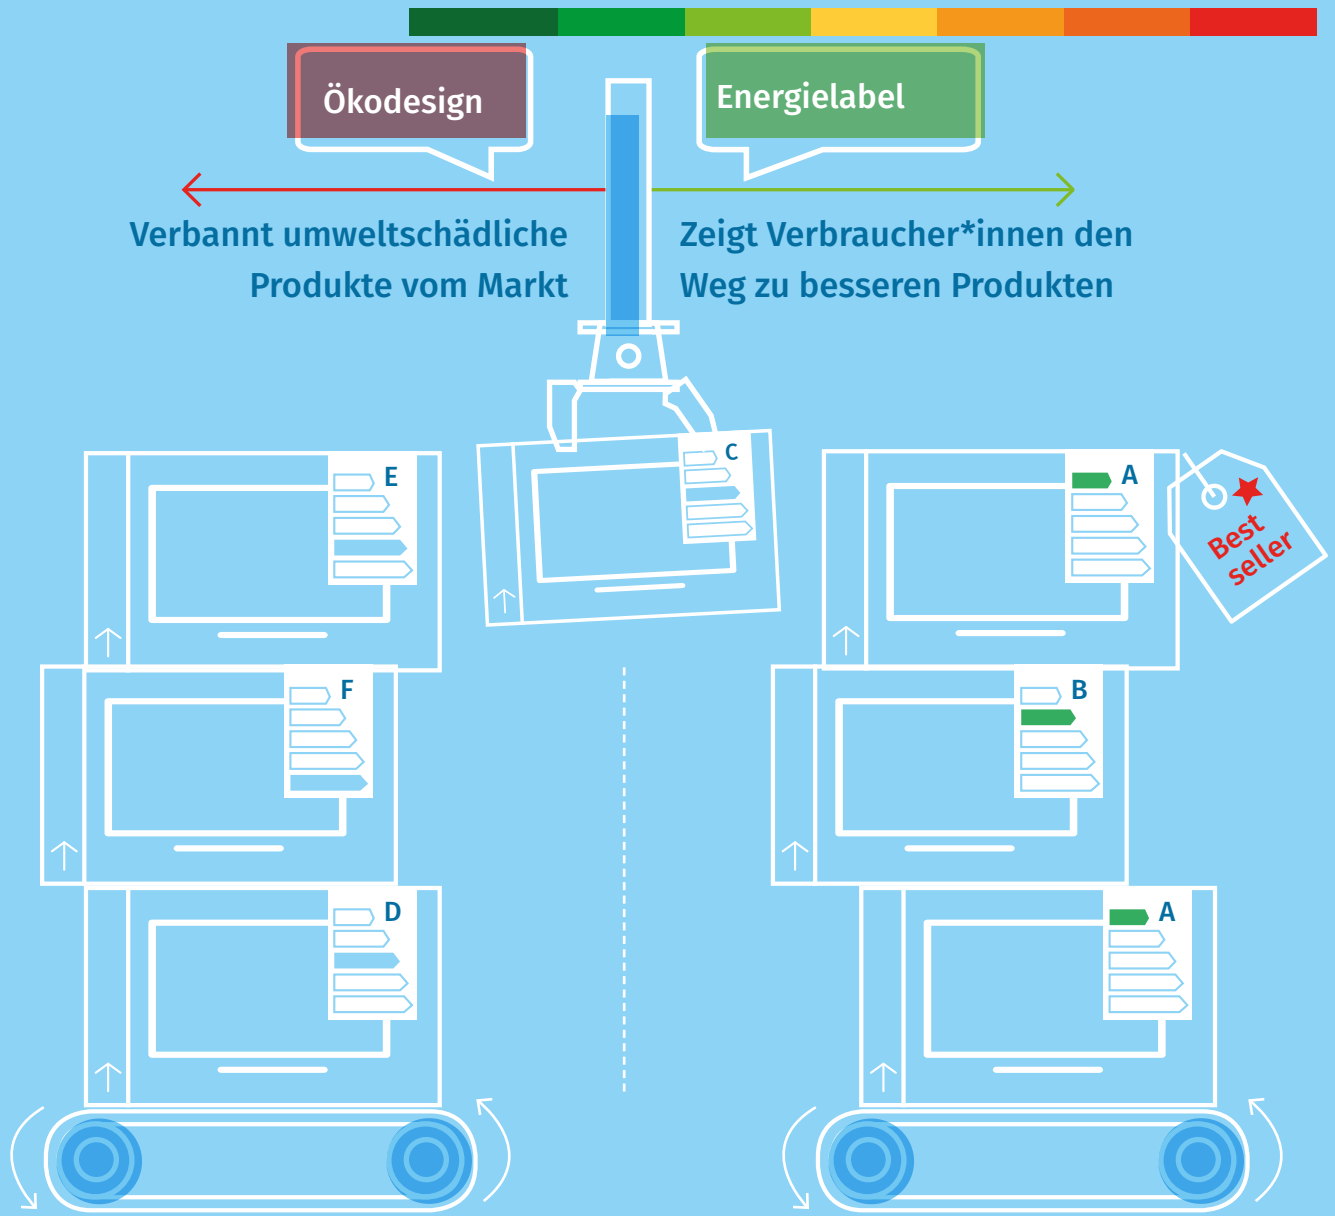 Ökodesign
Energielabel
Verbannt umweltschädliche
Produkte vom Markt
Zeigt Verbraucher*innen den
Weg zu besseren Produkten
E
C
A
Best
seller
F
B
D
A